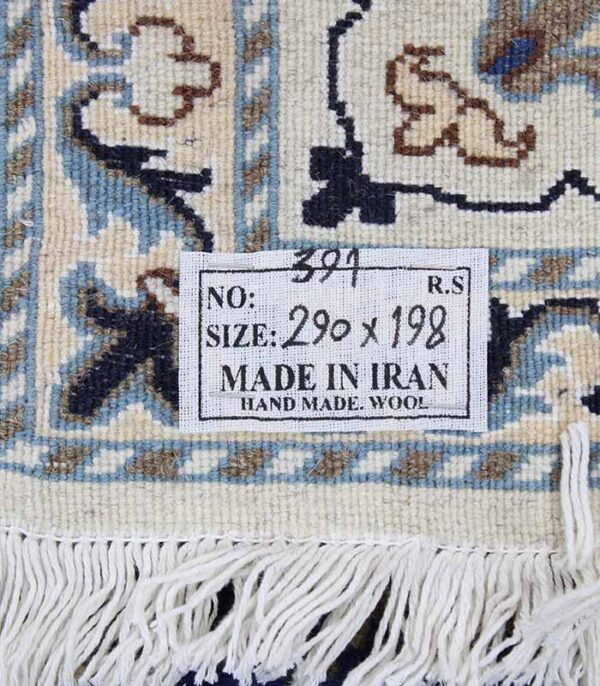 391
NO: R.S
SIZE: 290 x 198
MADE IN IRAN
HAND MADE. WOOL